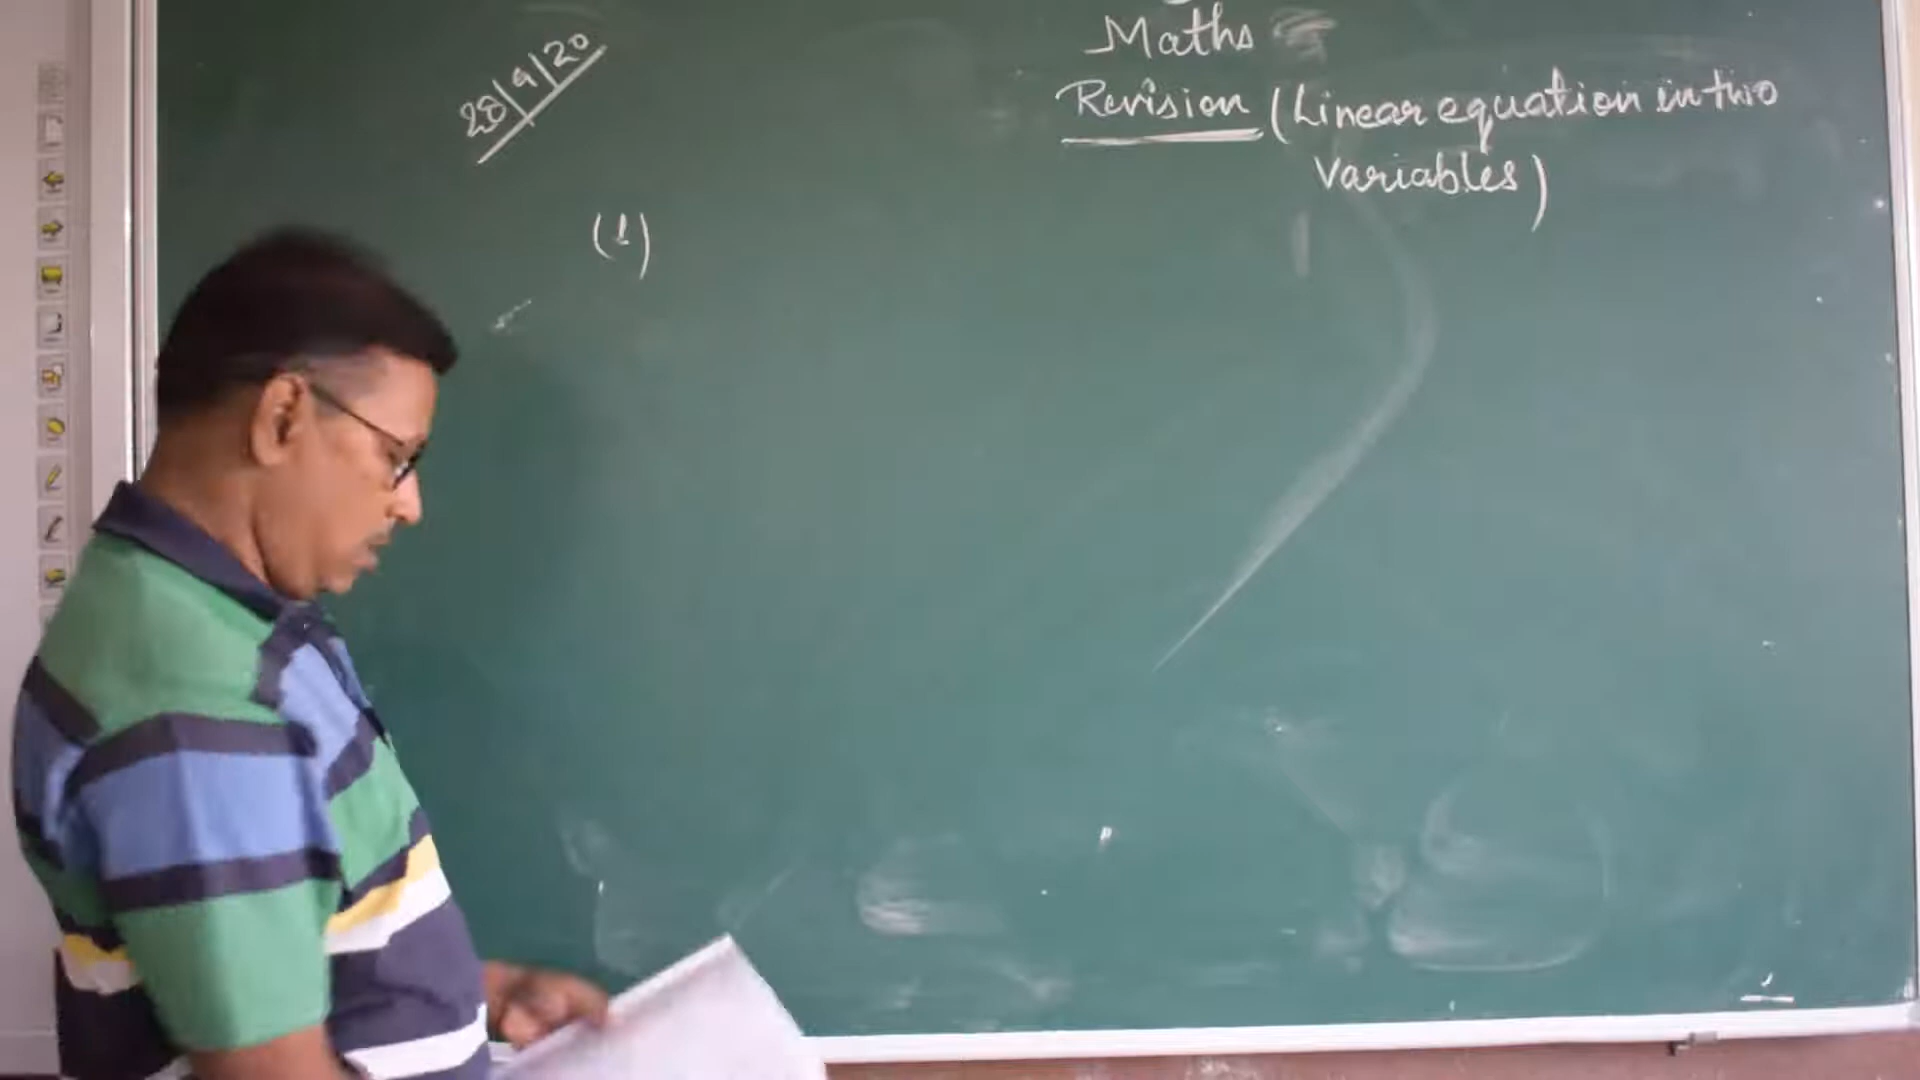 Maths
28/9/20
Revision (Linear equation in two
Variables)
(1)